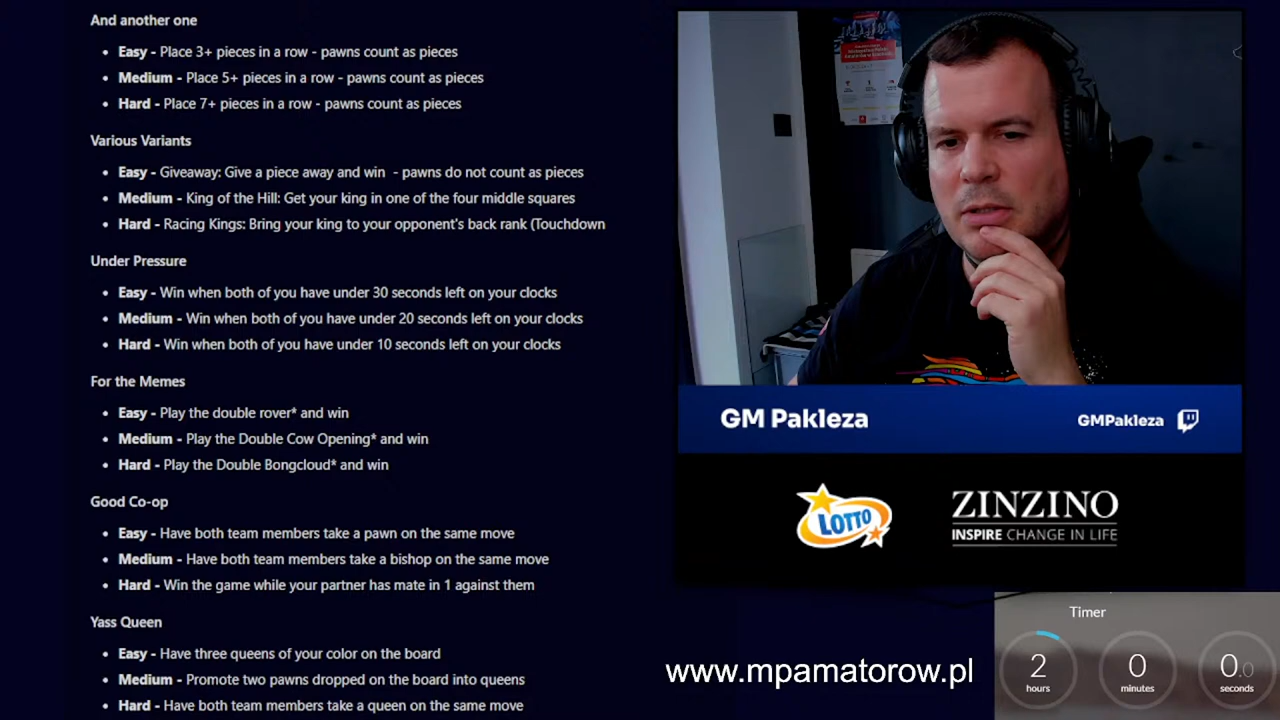 And another one
• Easy - Place 3+ pieces in a row - pawns count as pieces
• Medium - Place 5+ pieces in a row - pawns count as pieces
• Hard - Place 7+ pieces in a row - pawns count as pieces
Various Variants
• Easy - Giveaway: Give a piece away and win - pawns do not count as pieces
• Medium - King of the Hill: Get your king in one of the four middle squares
• Hard - Racing Kings: Bring your king to your opponent's back rank (Touchdown
Under Pressure
• Easy - Win when both of you have under 30 seconds left on your clocks
• Medium - Win when both of you have under 20 seconds left on your clocks
• Hard - Win when both of you have under 10 seconds left on your clocks
For the Memes
• Easy - Play the double rover* and win
• Medium - Play the Double Cow Opening* and win
• Hard - Play the Double Bongcloud* and win
Good Co-op
• Easy - Have both team members take a pawn on the same move
• Medium - Have both team members take a bishop on the same move
• Hard - Win the game while your partner has mate in 1 against them
Yass Queen
• Easy - Have three queens of your color on the board
• Medium - Promote two pawns dropped on the board into queens
• Hard - Have both team members take a queen on the same move
GM Pakleza
GMPakleza
LOTTO
ZINZINO
INSPIRE CHANGE IN LIFE
www.mpamatorow.pl
Timer
2 0 0.0
hours minutes seconds